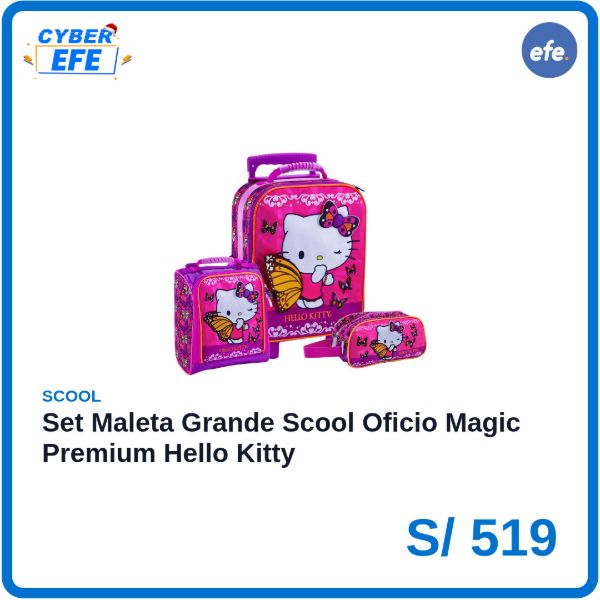 CYBER
EFE
efe.
HELLO KITTY
SCOOL
Set Maleta Grande Scool Oficio Magic
Premium Hello Kitty
S/ 519